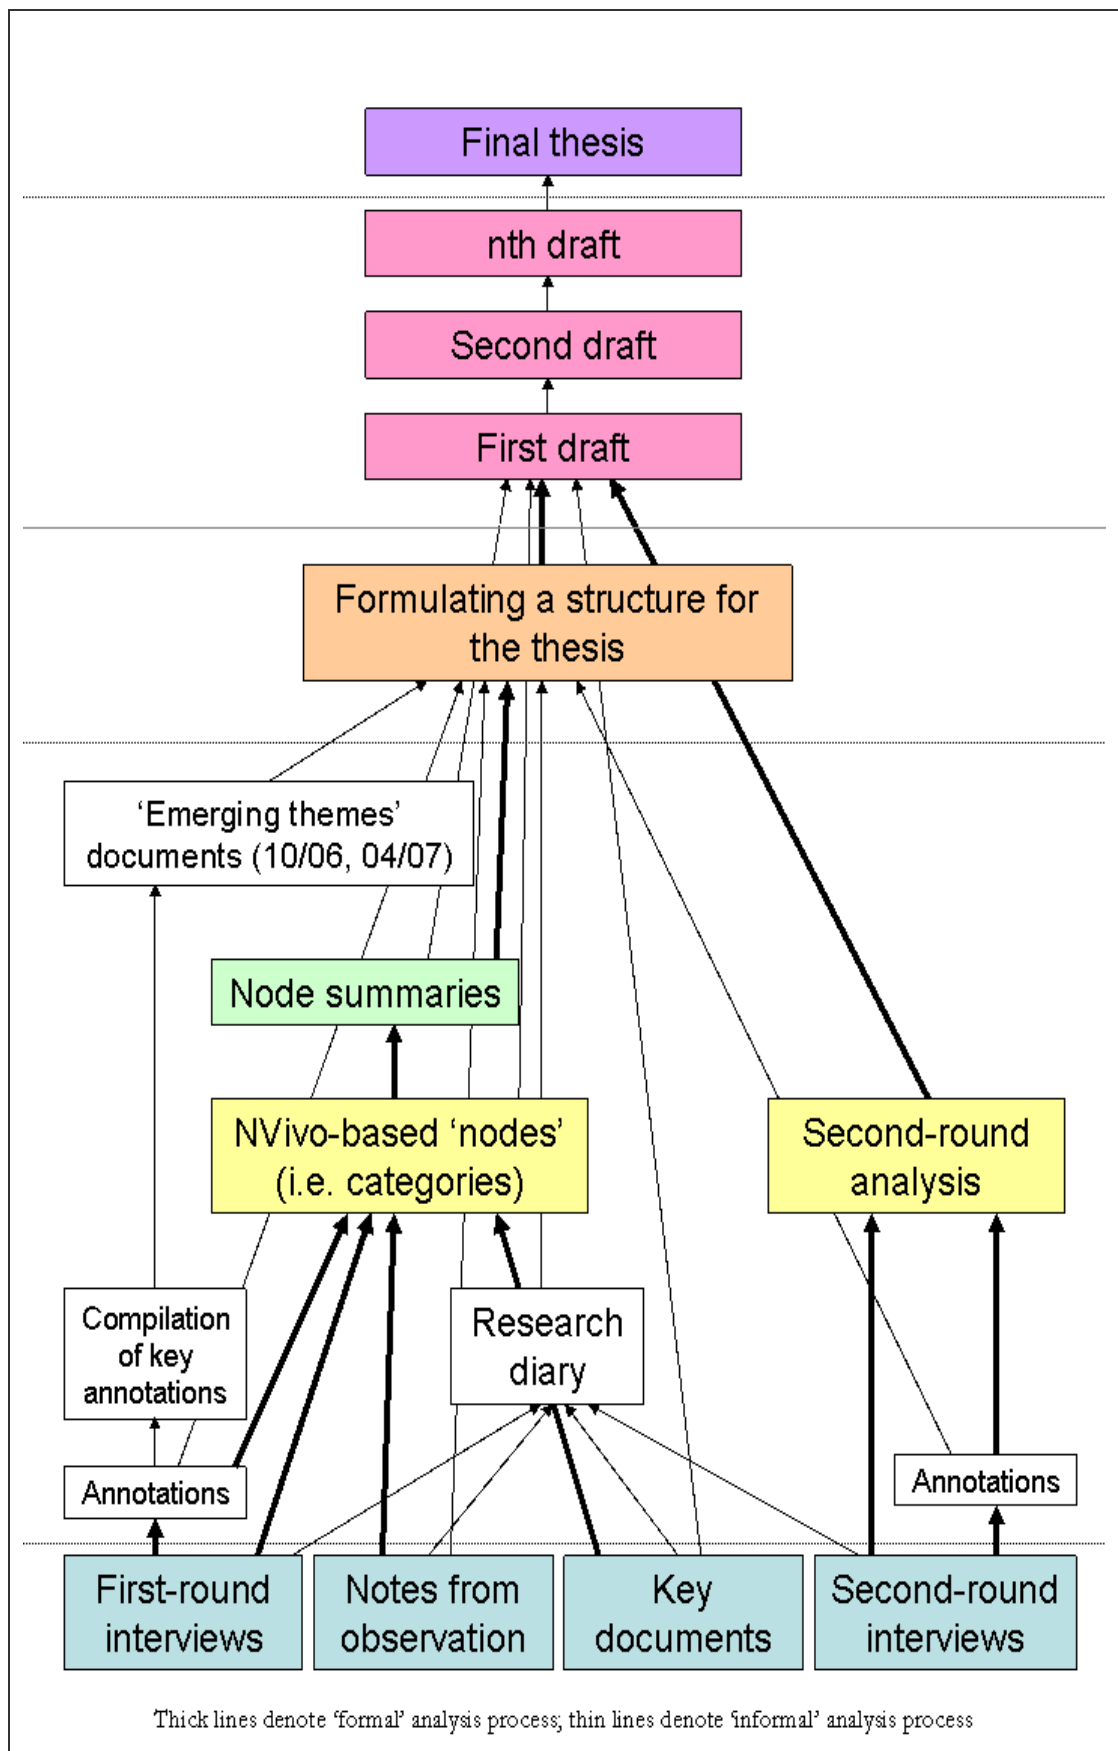 Final thesis
nth draft
Second draft
First draft
Formulating a structure for
the thesis
‘Emerging themes’
documents (10/06, 04/07)
Node summaries
NVivo-based ‘nodes’
(i.e. categories)
Second-round
analysis
Compilation
of key
annotations
Research
diary
Annotations
Annotations
First-round
interviews
Notes from
observation
Key
documents
Second-round
interviews
Thick lines denote ‘formal’ analysis process; thin lines denote ‘informal’ analysis process